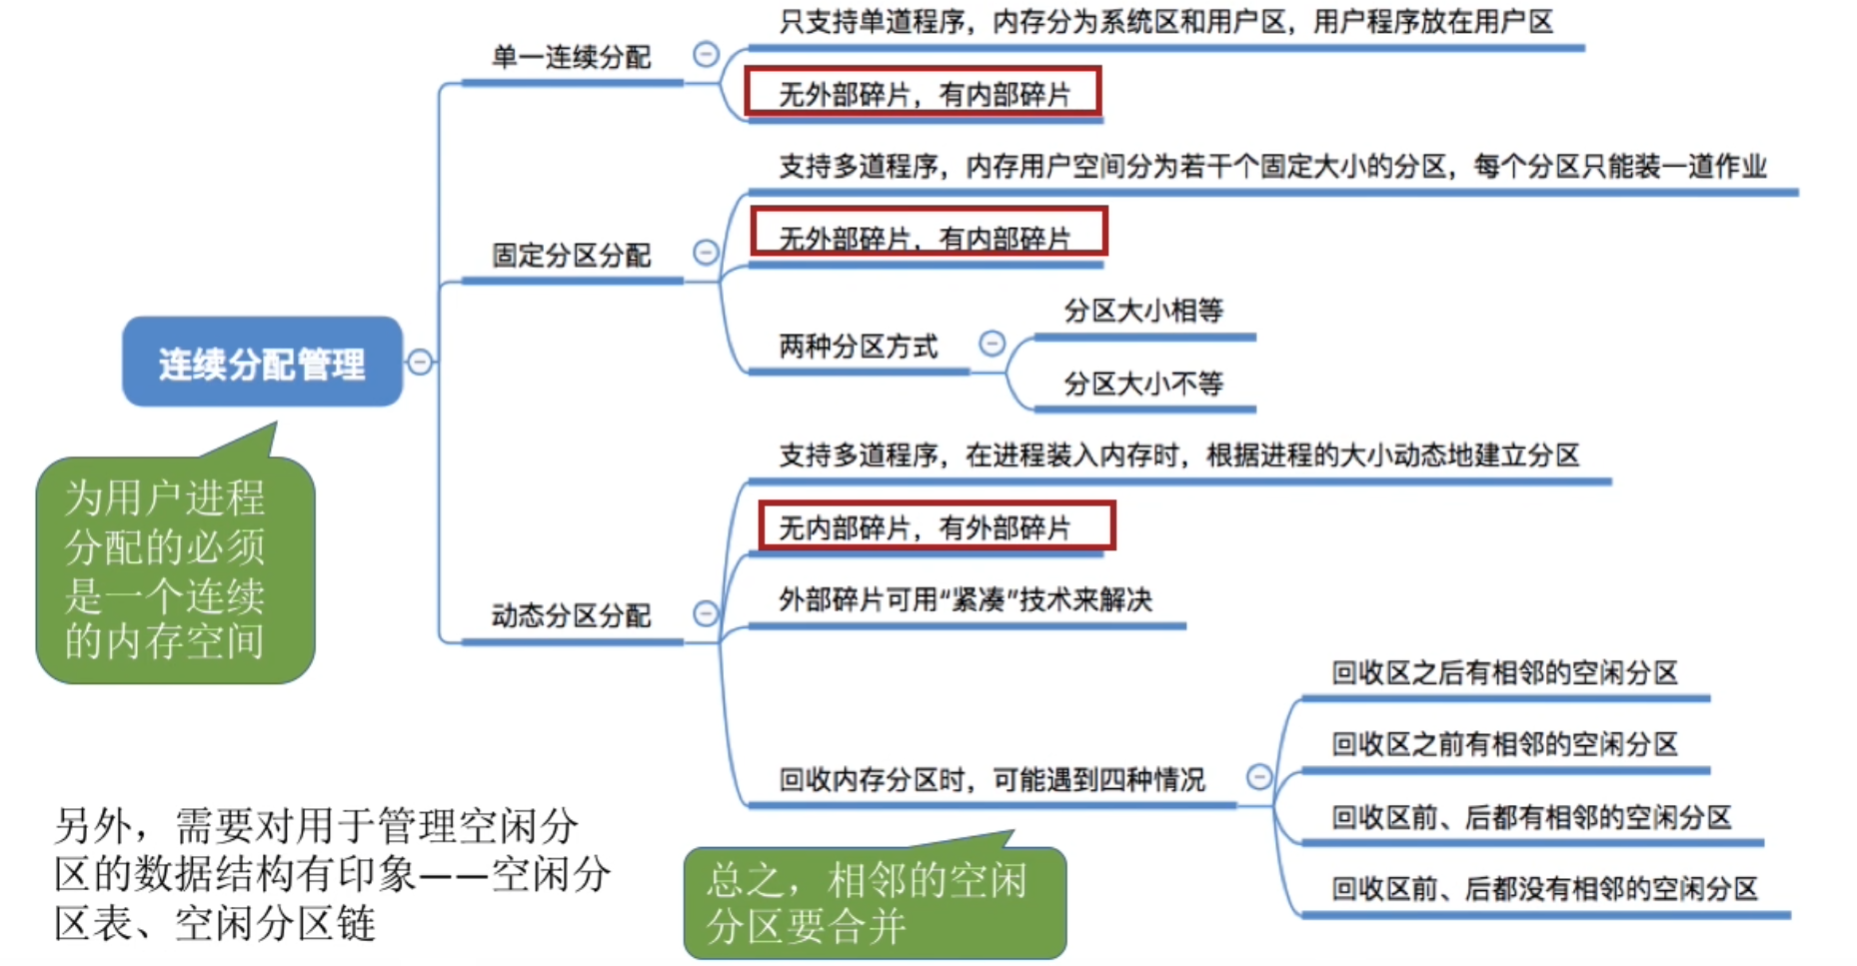 只支持单道程序，内存分为系统区和用户区，用户程序放在用户区
单一连续分配
无外部碎片，有内部碎片
支持多道程序，内存用户空间分为若干个固定大小的分区，每个分区只能装一道作业
无外部碎片，有内部碎片
固定分区分配
分区大小相等
两种分区方式
分区大小不等
连续分配管理
为用户进程
分配的必须
是一个连续
的内存空间
支持多道程序，在进程装入内存时，根据进程的大小动态地建立分区
无内部碎片，有外部碎片
外部碎片可用“紧凑”技术来解决
动态分区分配
回收区之后有相邻的空闲分区
回收区之前有相邻的空闲分区
回收内存分区时，可能遇到四种情况
回收区前、后都有相邻的空闲分区
回收区前、后都没有相邻的空闲分区
总之，相邻的空闲
分区要合并
另外，需要对用于管理空闲分
区的数据结构有印象——空闲分
区表、空闲分区链